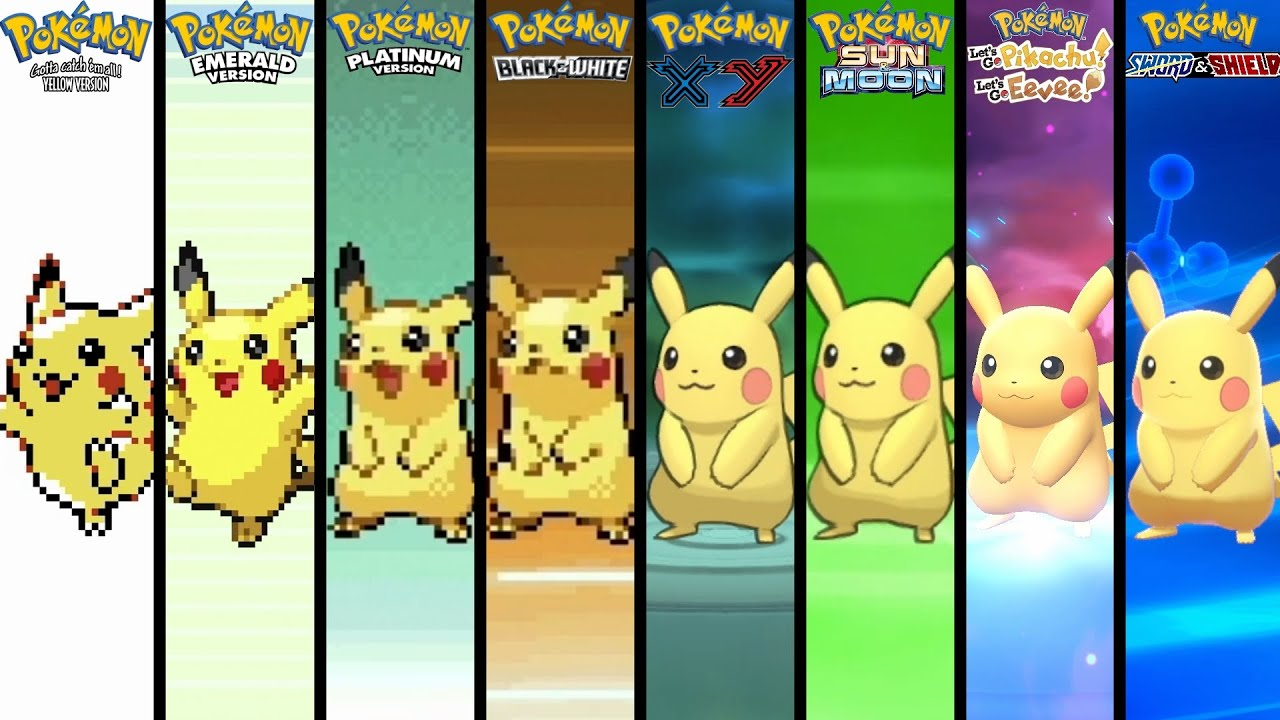 POKéMON
Gotta catch 'em all!
YELLOW VERSION
POKéMON
EMERALD
VERSION
POKéMON
PLATINUM
VERSION
POKéMON
BLACK WHITE
POKéMON
X Y
POKéMON
SUN
MOON
POKéMON
Let's Go Pikachu!
Let's Go Eevee!
POKéMON
SWORD & SHIELD